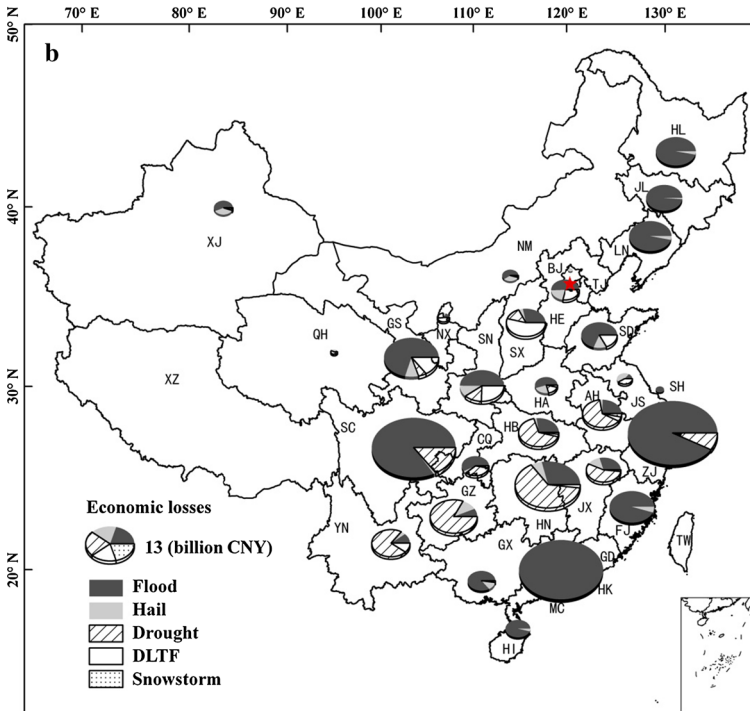 70° E 80° E 90° E 100° E 110° E 120° E 130° E
50° N
b
HL
40° N
JL
XJ
NM
LN
BJ
TJ
HE
QH
GS
NX
SN
SX
SD
XZ
30° N
HA
AH
JS
SH
SC
HB
CQ
ZJ
GZ
JX
YN
HN
FJ
GX
TW
GD
20° N
HK
MC
HI
Economic losses
13 (billion CNY)
Flood
Hail
Drought
DLTF
Snowstorm